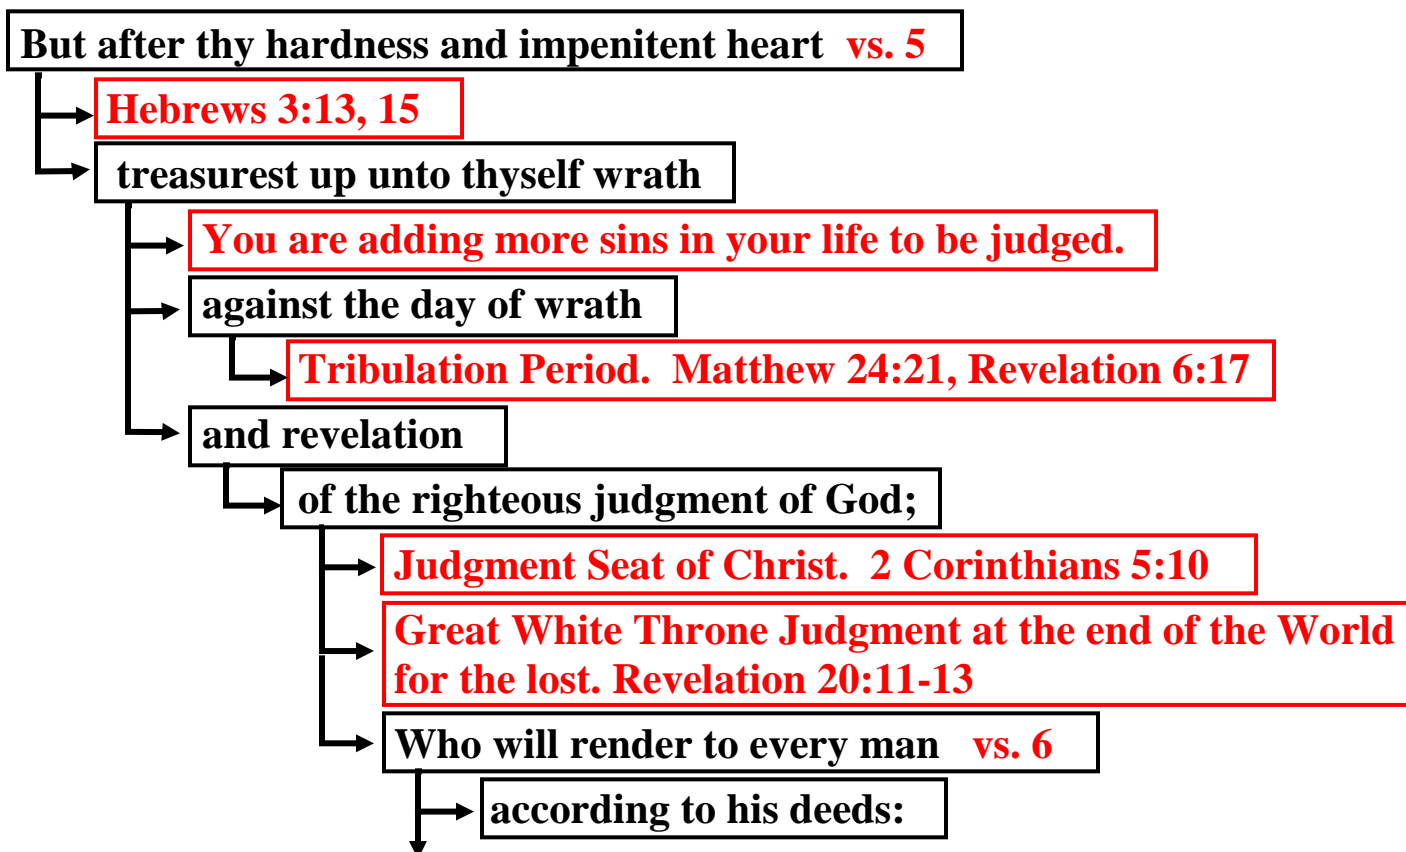 But after thy hardness and impenitent heart vs. 5
Hebrews 3:13, 15
treasurest up unto thyself wrath
You are adding more sins in your life to be judged.
against the day of wrath
Tribulation Period. Matthew 24:21, Revelation 6:17
and revelation
of the righteous judgment of God;
Judgment Seat of Christ. 2 Corinthians 5:10
Great White Throne Judgment at the end of the World
for the lost. Revelation 20:11-13
Who will render to every man vs. 6
according to his deeds: